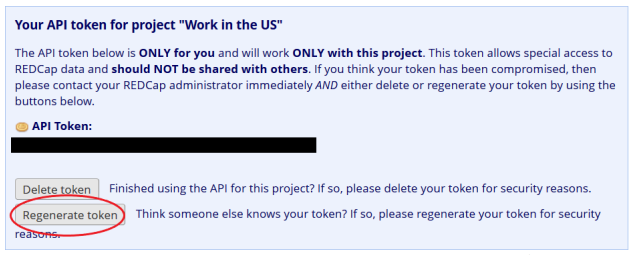 Your API token for project "Work in the US"
The API token below is ONLY for you and will work ONLY with this project. This token allows special access to
REDCap data and should NOT be shared with others. If you think your token has been compromised, then
please contact your REDCap administrator immediately AND either delete or regenerate your token by using the
buttons below.
API Token:
Delete token Finished using the API for this project? If so, please delete your token for security reasons.
Regenerate token Think someone else knows your token? If so, please regenerate your token for security
reasons.